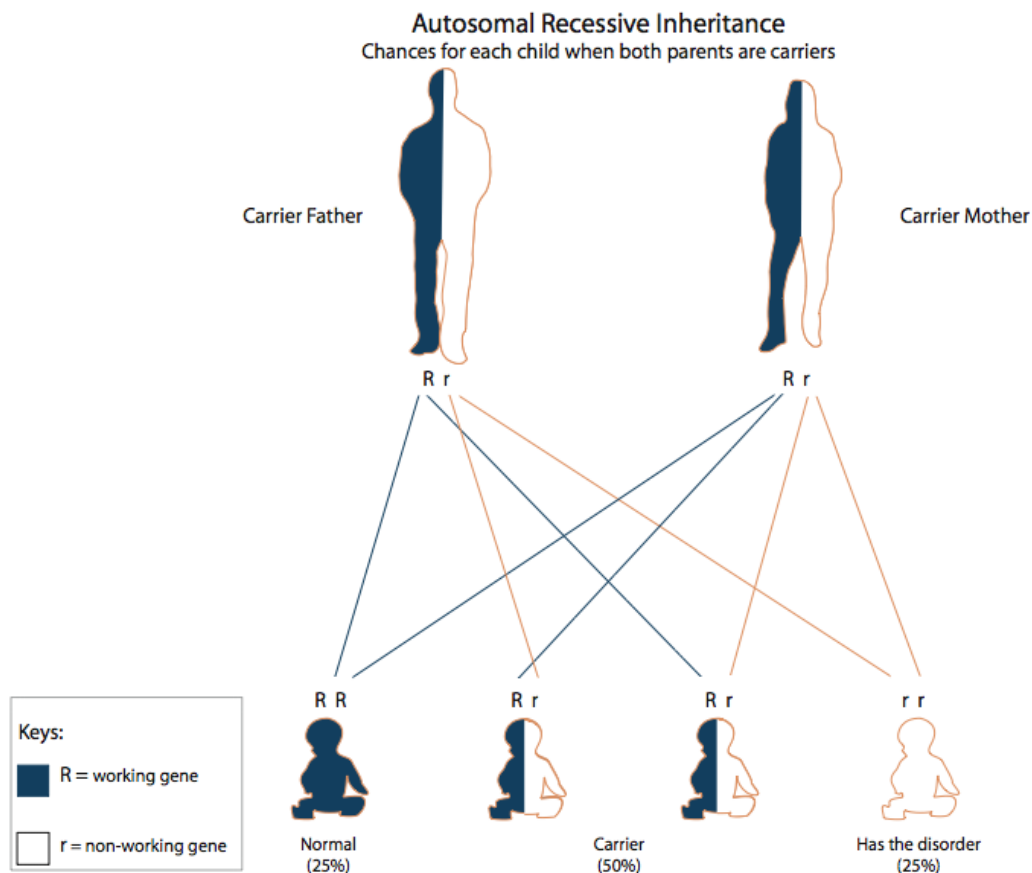 Autosomal Recessive Inheritance
Chances for each child when both parents are carriers
Carrier Father
Carrier Mother
R r
R r
R R
R r
R r
r r
Keys:
R = working gene
r = non-working gene
Normal
(25%)
Carrier
(50%)
Has the disorder
(25%)